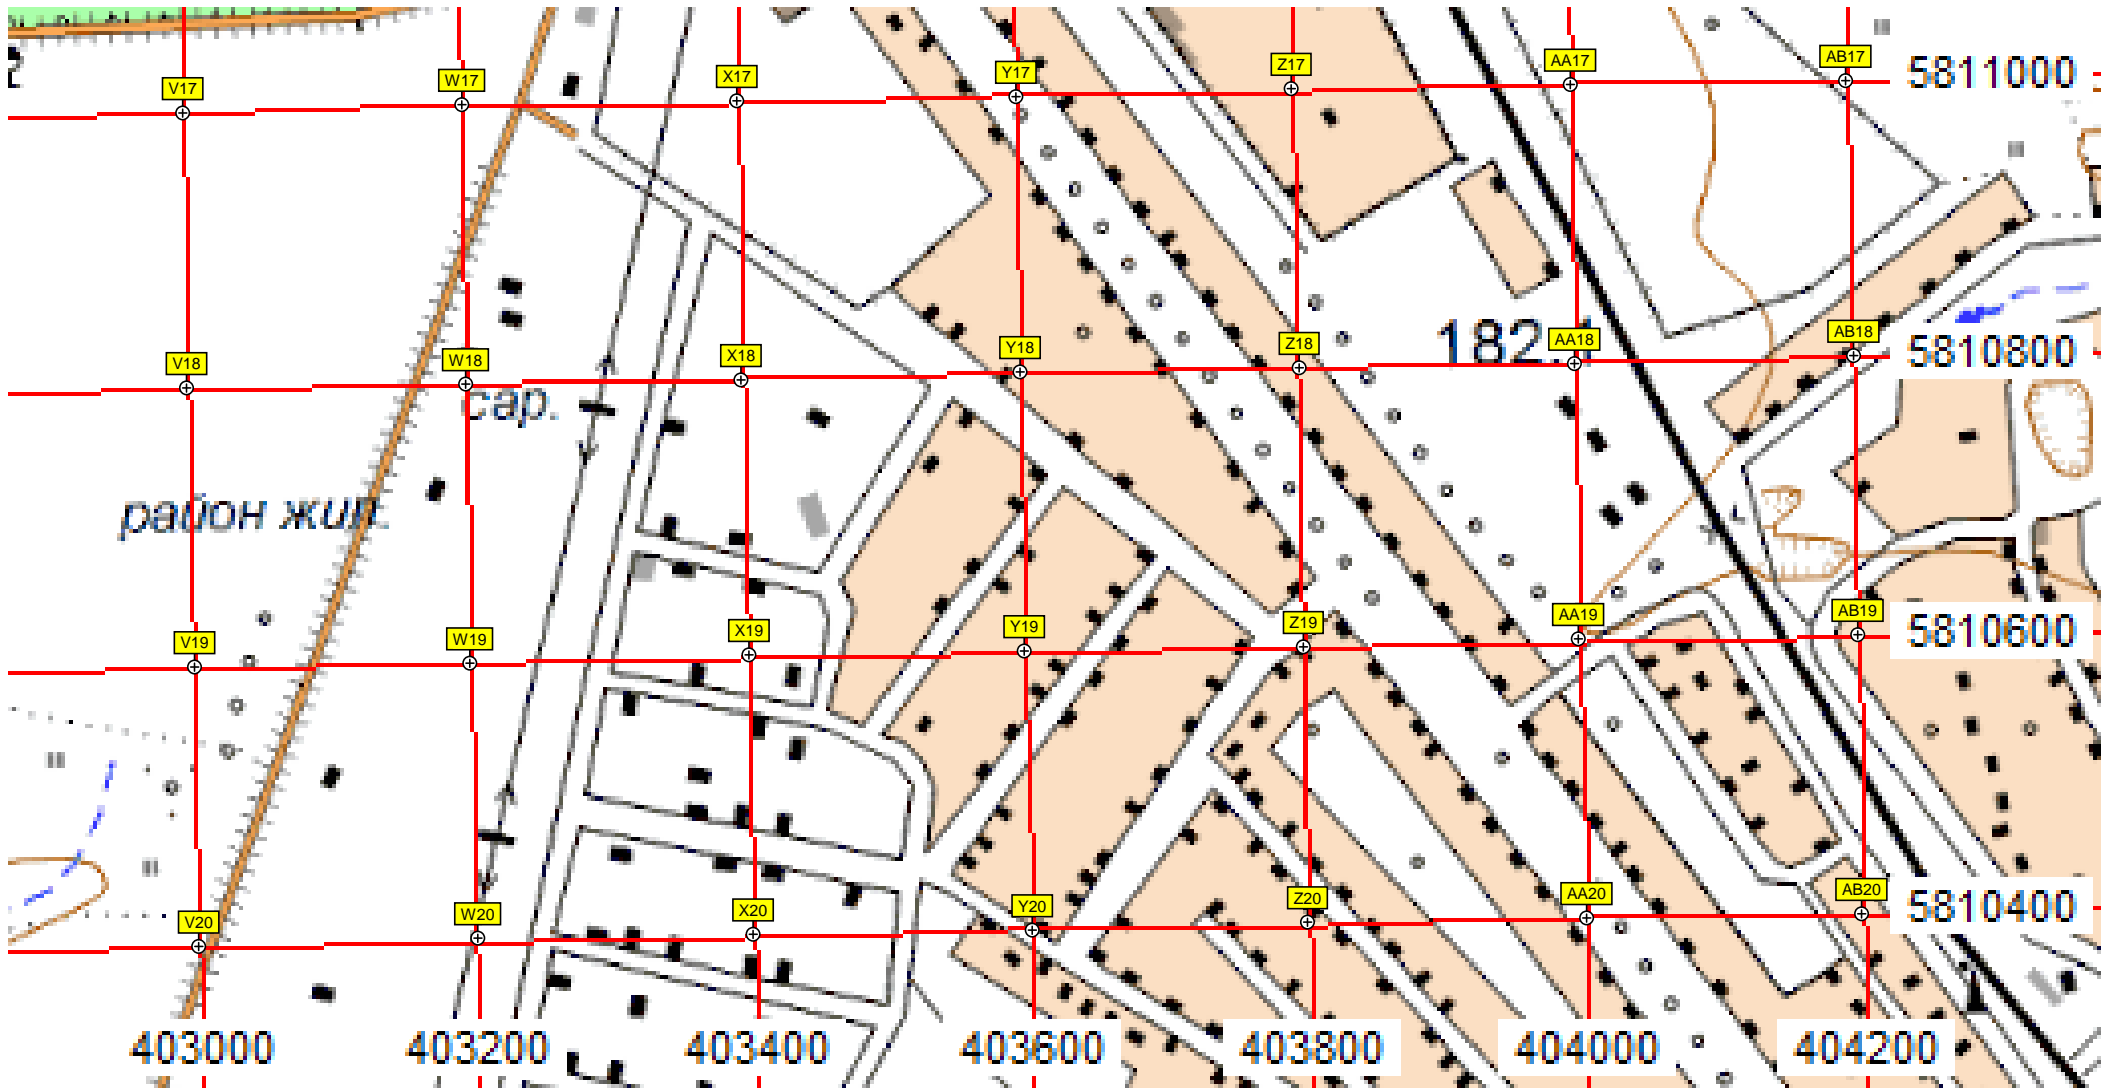 V17 W17 X17 Y17 Z17 AA17 AB17 5811000
V18 W18 X18 Y18 Z18 AA18 AB18 5810800
сар.
район жил.
V19 W19 X19 Y19 Z19 AA19 AB19 5810600
V20 W20 X20 Y20 Z20 AA20 AB20 5810400
403000 403200 403400 403600 403800 404000 404200